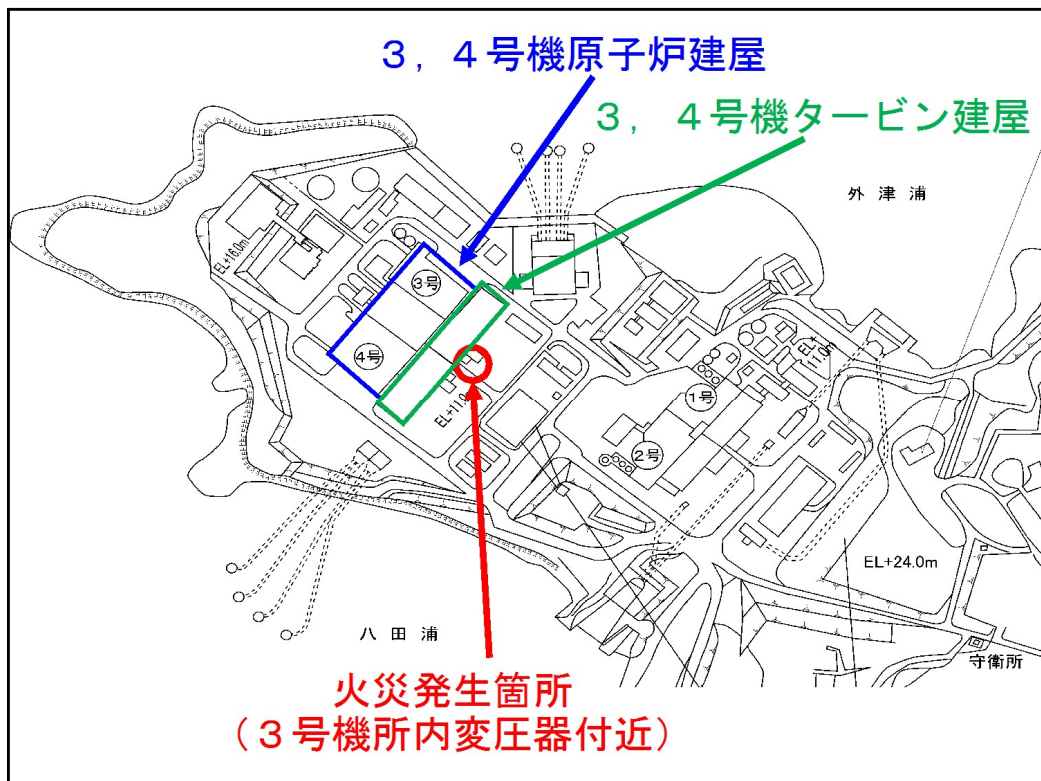 ３，４号機原子炉建屋
３，４号機タービン建屋
外津浦
EL+16.0m
３号
４号
EL+11.0m
EL+11.0m
１号
２号
EL+24.0m
八田浦
守衛所
火災発生箇所
（３号機所内変圧器付近）